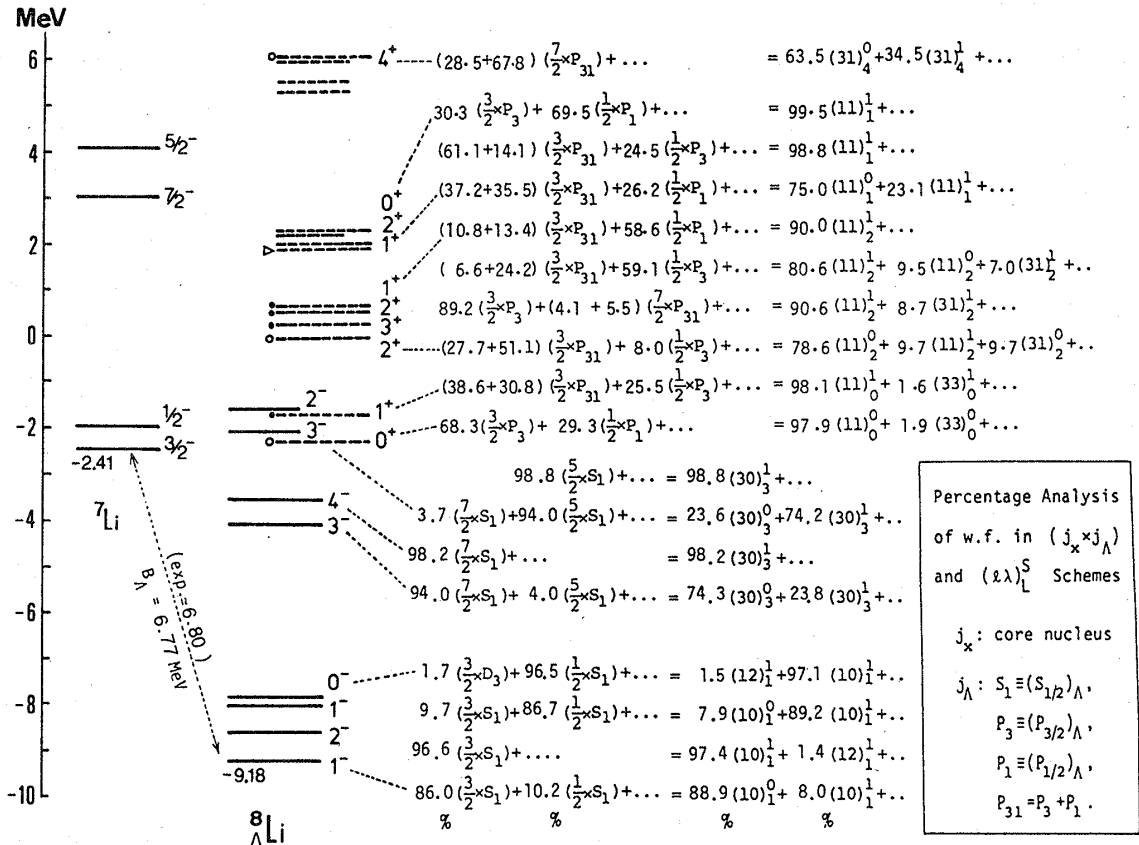 MeV
6
4
2
0
-2
-4
-6
-8
-10
5/2⁻
7/2⁻
1/2⁻
3/2⁻
-2.41
⁷Li
(exp=6.80)
B_Λ = 6.77 MeV
-9.18
⁸_ΛLi
4⁺ (28.5+67.8) (7/2×P₃₁)+... = 63.5(31)⁰₄+34.5(31)¹₄+...
30.3 (3/2×P₃)+ 69.5(1/2×P₁)+... = 99.5(11)¹₁+...
(61.1+14.1) (3/2×P₃₁)+24.5(1/2×P₃)+... = 98.8(11)¹₁+...
0⁺
2⁺
1⁺
(37.2+35.5) (3/2×P₃₁)+26.2(1/2×P₁)+... = 75.0(11)⁰₁+23.1(11)¹₁+...
(10.8+13.4) (3/2×P₃₁)+58.6(1/2×P₁)+... = 90.0(11)¹₂+...
1⁺
( 6.6+24.2) (3/2×P₃₁)+59.1(1/2×P₃)+... = 80.6(11)¹₂+ 9.5(11)⁰₂+7.0(31)¹₂+..
2⁺ 89.2(3/2×P₃)+(4.1 + 5.5) (7/2×P₃₁)+... = 90.6(11)¹₂+ 8.7(31)¹₂+...
3⁺
2⁺ (27.7+51.1) (3/2×P₃₁)+ 8.0(1/2×P₃)+... = 78.6(11)⁰₂+ 9.7(11)¹₂+9.7(31)⁰₂+..
2⁻ 1⁺ (38.6+30.8) (3/2×P₃₁)+25.5(1/2×P₃)+... = 98.1(11)¹₀+ 1.6(33)¹₀+...
3⁻ 0⁺ 68.3(3/2×P₃)+ 29.3(1/2×P₁)+... = 97.9(11)⁰₀+ 1.9(33)⁰₀+...
98.8(5/2×S₁)+... = 98.8(30)¹₃+...
4⁻ 3.7(7/2×S₁)+94.0(5/2×S₁)+... = 23.6(30)⁰₃+74.2(30)¹₃+..
3⁻ 98.2(7/2×S₁)+... = 98.2(30)¹₃+...
94.0(7/2×S₁)+ 4.0(5/2×S₁)+... = 74.3(30)⁰₃+23.8(30)¹₃+..
0⁻ 1.7(3/2×D₃)+96.5(1/2×S₁)+... = 1.5(12)¹₁+97.1(10)¹₁+..
1⁻ 9.7(3/2×S₁)+86.7(1/2×S₁)+... = 7.9(10)⁰₁+89.2(10)¹₁+..
2⁻ 96.6(3/2×S₁)+.... = 97.4(10)¹₁+ 1.4(12)¹₁+..
1⁻ 86.0(3/2×S₁)+10.2(1/2×S₁)+... = 88.9(10)⁰₁+ 8.0(10)¹₁+..
% % % %
Percentage Analysis
of w.f. in (jₓ×j_Λ)
and (ℓλ)ˢ_L Schemes
jₓ: core nucleus
j_Λ: S₁≡(S₁/₂)_Λ,
P₃≡(P₃/₂)_Λ,
P₁≡(P₁/₂)_Λ,
P₃₁=P₃+P₁.